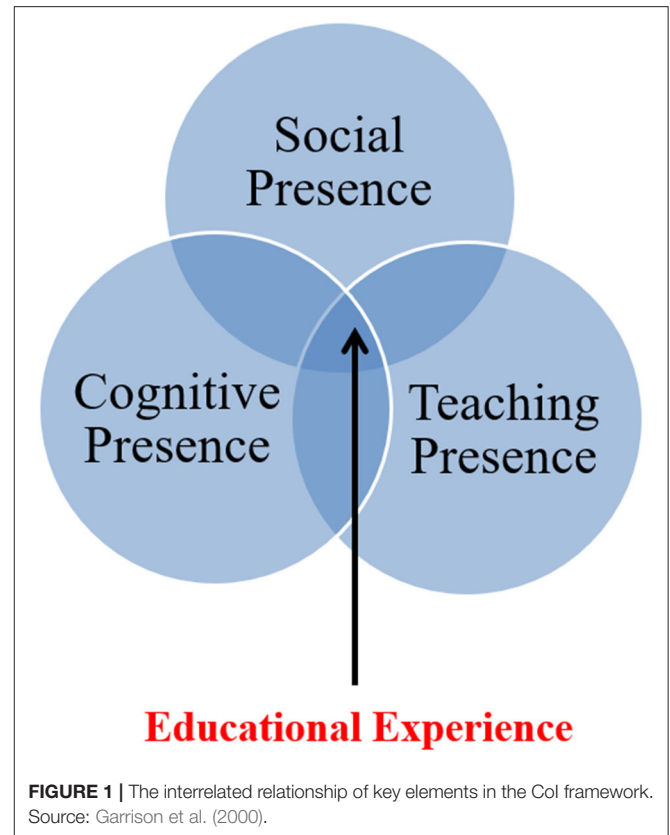 Social
Presence
Cognitive
Presence
Teaching
Presence
Educational Experience
FIGURE 1 | The interrelated relationship of key elements in the CoI framework.
Source: Garrison et al. (2000).